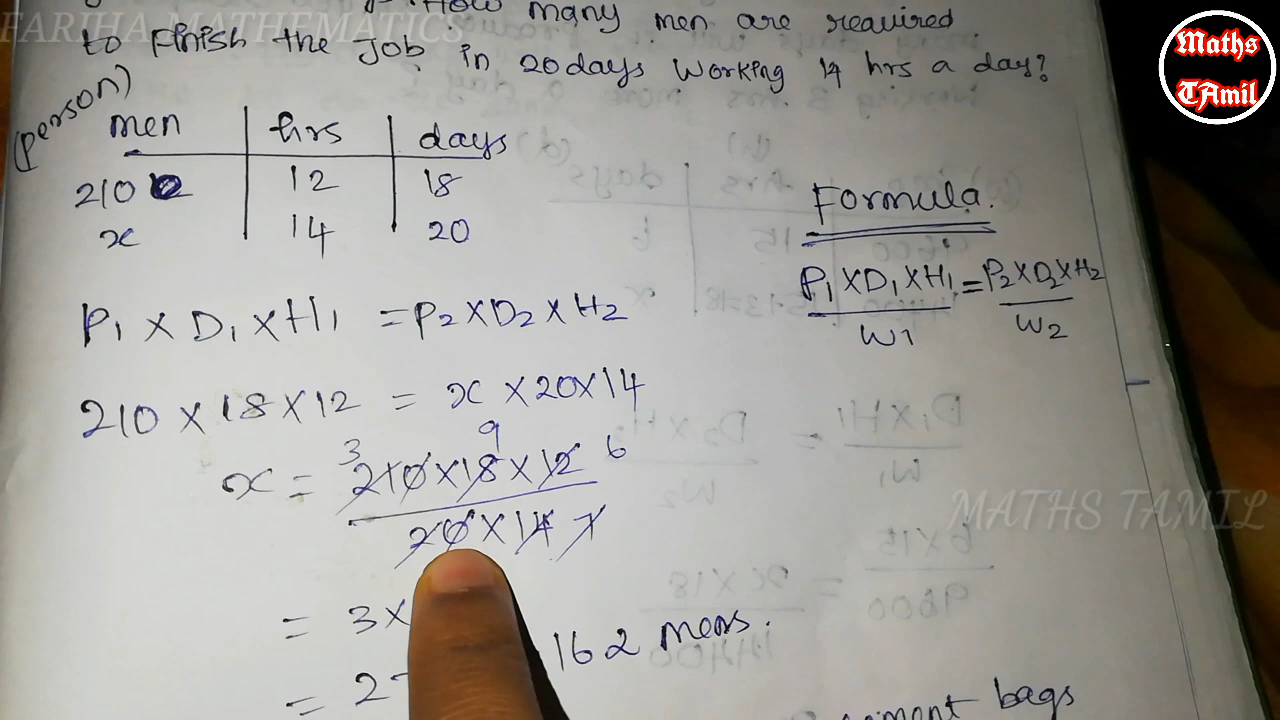 FARIHA MATHEMATICS
How many men are required
to Finish the Job in 20 days working 14 hrs a day?
(person)
men hrs days
210 12 18
x 14 20
Formula.
P1 X D1 X H1 = P2 X D2 X H2
W1 W2
P1 X D1 X H1 = P2 X D2 X H2
210 X 18 X 12 = x X 20 X 14
3 9
x = 210 X 18 X 12 6
20 X 14 7
= 3 X
162 mens.
= 27
bags
Maths
TAmil
MATHS TAMIL